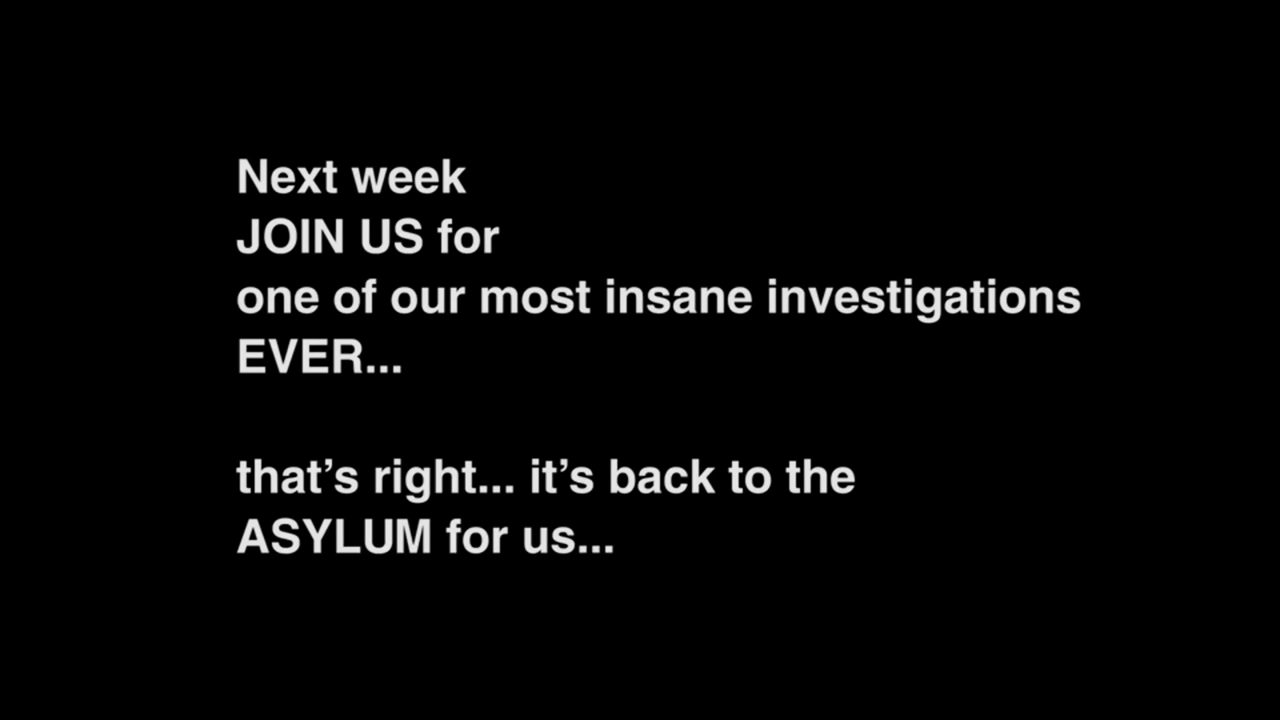 Next week
JOIN US for
one of our most insane investigations
EVER...
that’s right... it’s back to the
ASYLUM for us...